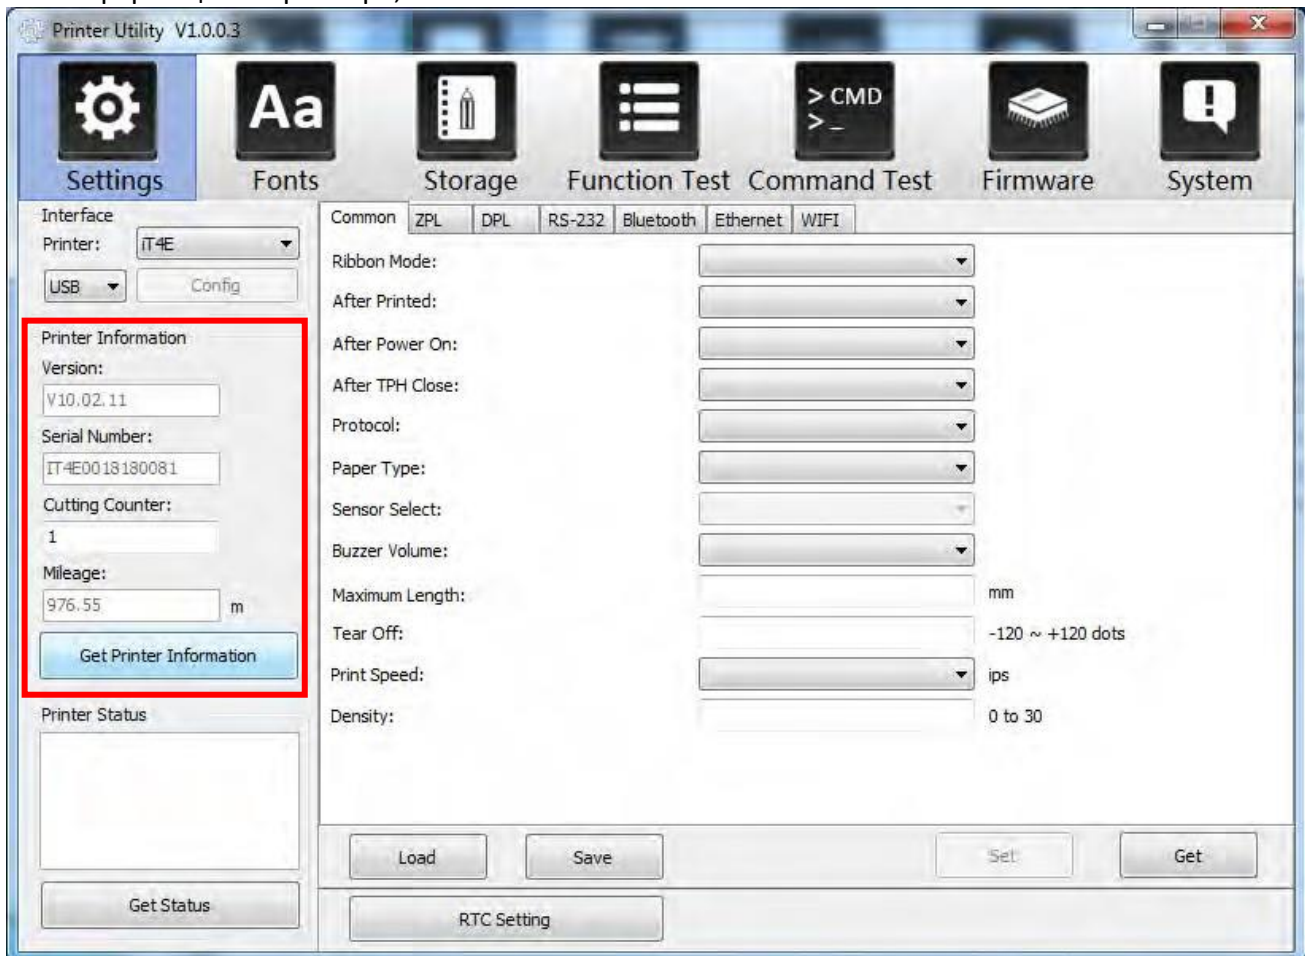 Printer Utility V1.0.0.3
Aa
> CMD
>_
Settings Fonts Storage Function Test Command Test Firmware System
Interface
Printer: iT4E
USB Config
Printer Information
Version:
V10.02.11
Serial Number:
IT4E0018180081
Cutting Counter:
1
Mileage:
976.55 m
Get Printer Information
Printer Status
Get Status
Common ZPL DPL RS-232 Bluetooth Ethernet WIFI
Ribbon Mode:
After Printed:
After Power On:
After TPH Close:
Protocol:
Paper Type:
Sensor Select:
Buzzer Volume:
Maximum Length: mm
Tear Off: -120 ~ +120 dots
Print Speed: ips
Density: 0 to 30
Load Save Set Get
RTC Setting